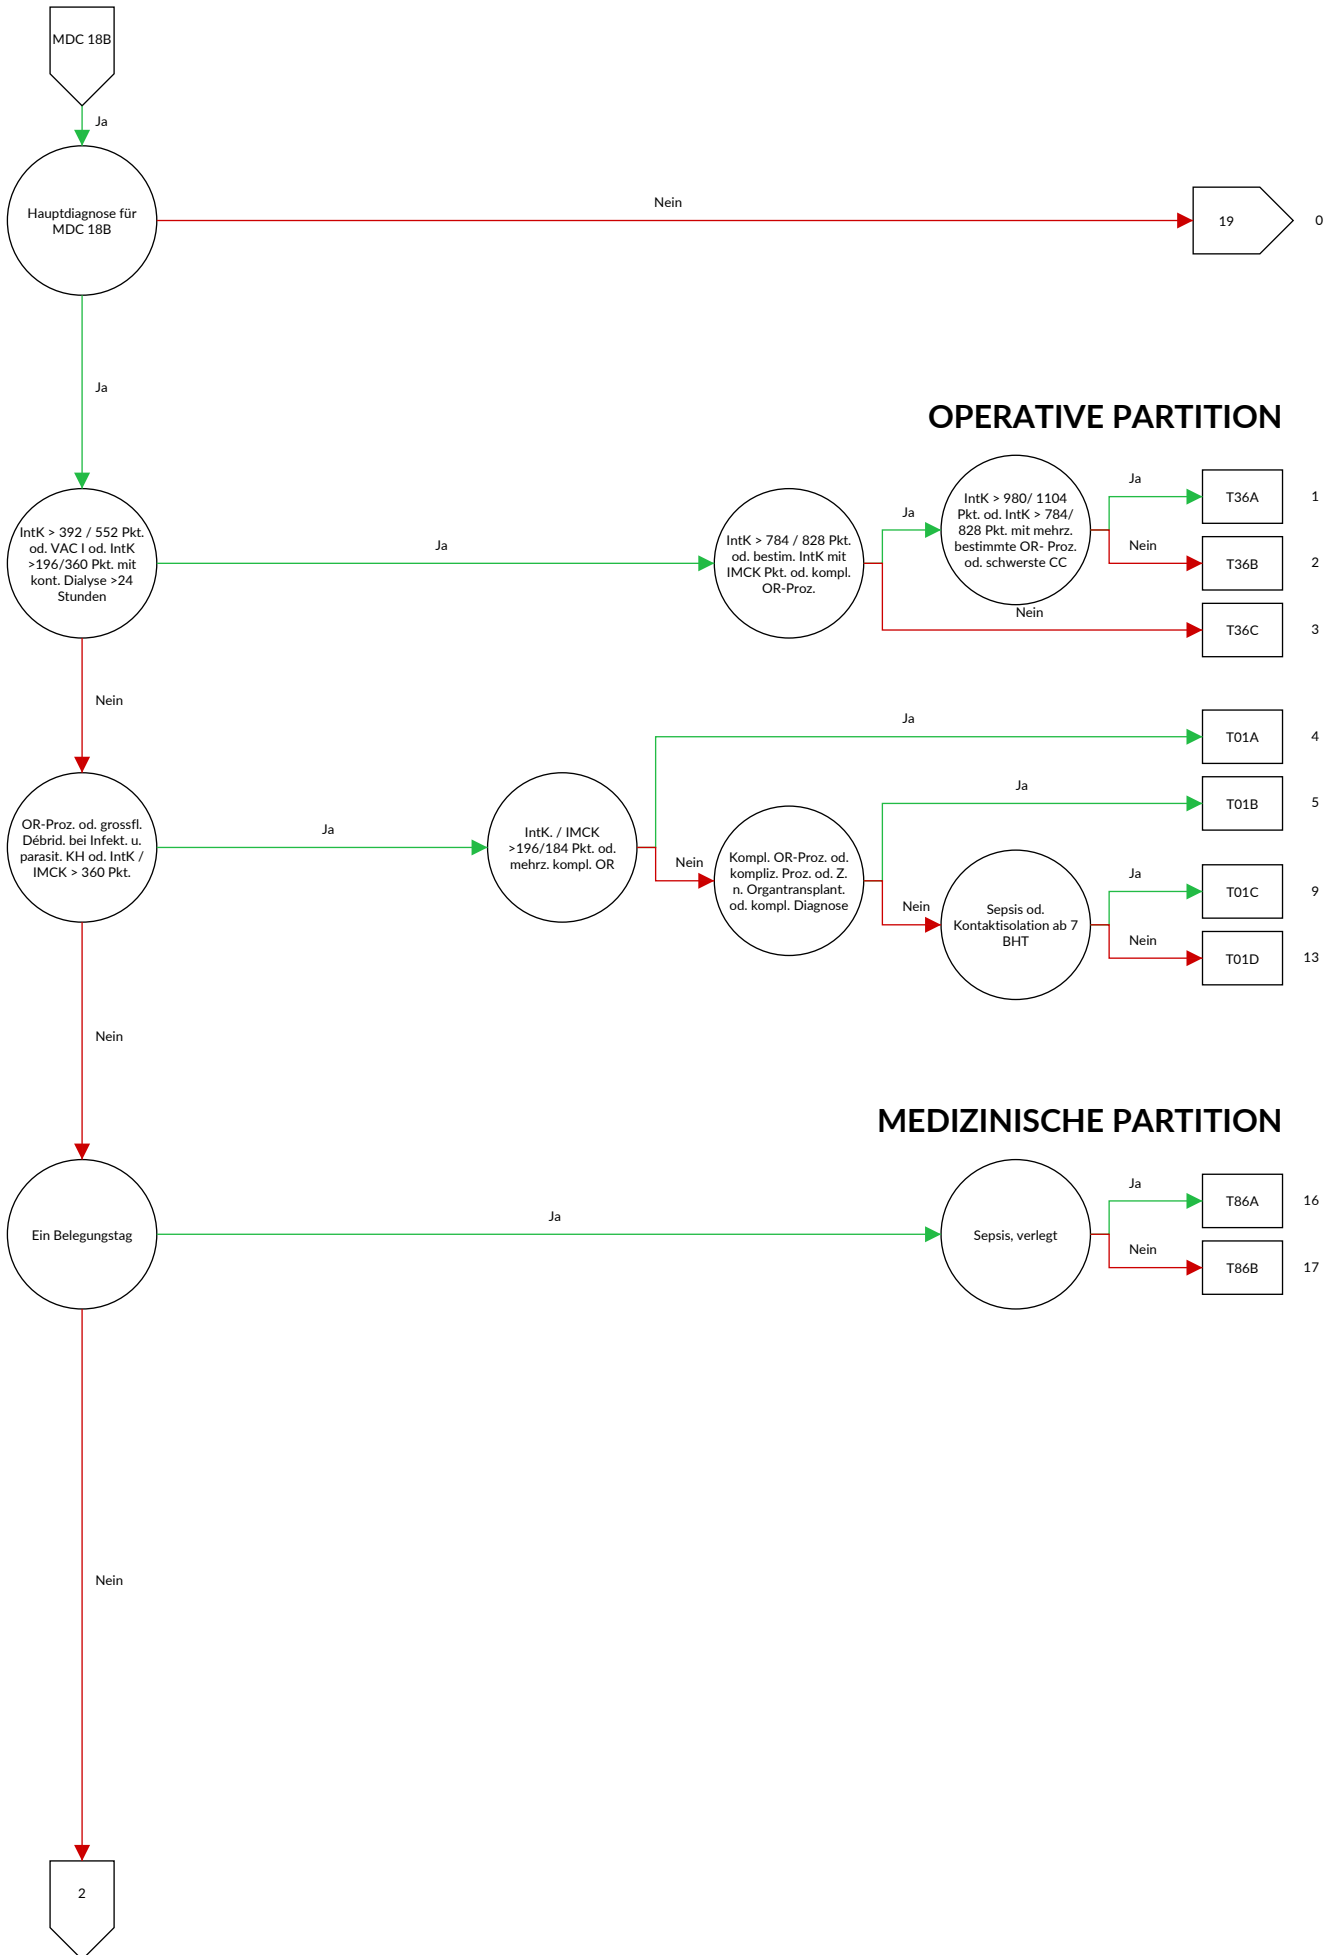 MDC 18B
Ja
Hauptdiagnose für
MDC 18B
Nein
19
0
Ja
OPERATIVE PARTITION
IntK > 392 / 552 Pkt.
od. VAC I od. IntK
>196/360 Pkt. mit
kont. Dialyse >24
Stunden
Ja
IntK > 784 / 828 Pkt.
od. bestim. IntK mit
IMCK Pkt. od. kompl.
OR-Proz.
Ja
IntK > 980/ 1104
Pkt. od. IntK > 784/
828 Pkt. mit mehrz.
bestimmte OR- Proz.
od. schwerste CC
Ja
T36A
1
Nein
T36B
2
Nein
T36C
3
Nein
OR-Proz. od. grossfl.
Débrid. bei Infekt. u.
parasit. KH od. IntK /
IMCK > 360 Pkt.
Ja
IntK. / IMCK
>196/184 Pkt. od.
mehrz. kompl. OR
Ja
T01A
4
Nein
Kompl. OR-Proz. od.
kompliz. Proz. od. Z.
n. Organtransplant.
od. kompl. Diagnose
Ja
T01B
5
Nein
Sepsis od.
Kontaktisolation ab 7
BHT
Ja
T01C
9
Nein
T01D
13
Nein
MEDIZINISCHE PARTITION
Ein Belegungstag
Ja
Sepsis, verlegt
Ja
T86A
16
Nein
T86B
17
Nein
2